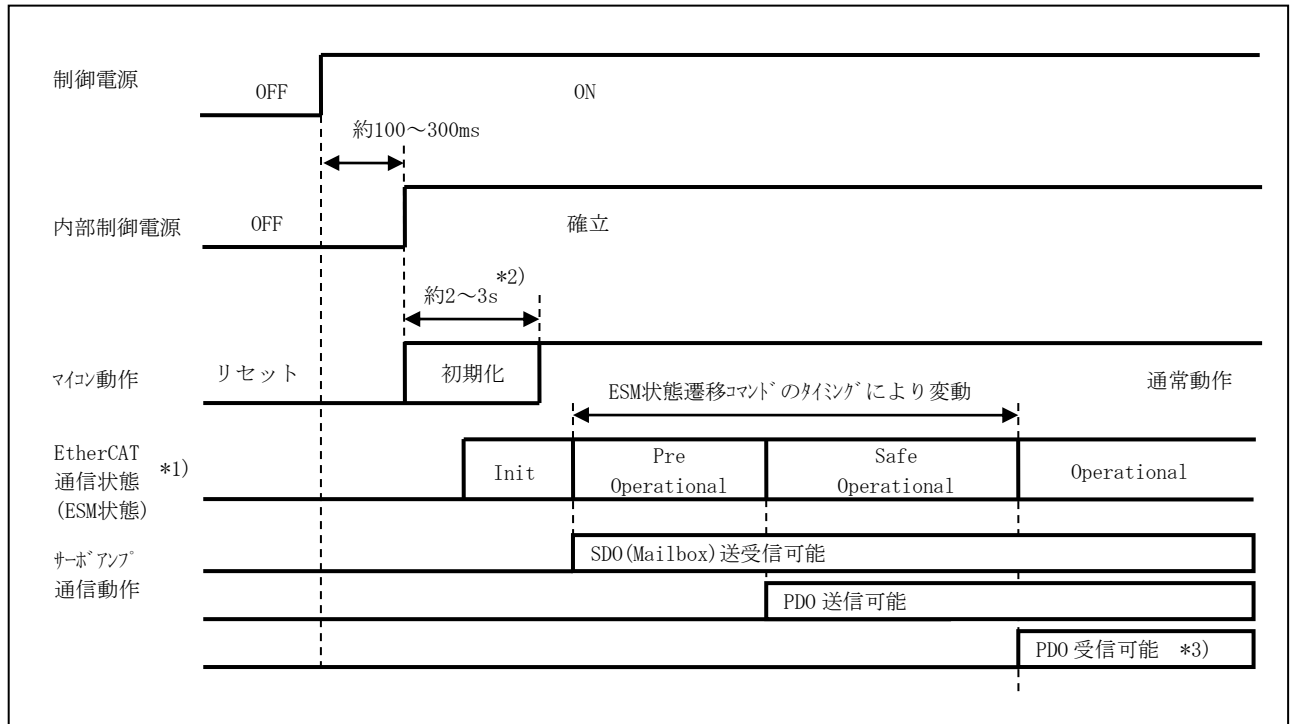 制御電源
OFF
ON
約100～300ms
内部制御電源
OFF
確立
*2)
約2～3s
マイコン動作
リセット
初期化
ESM状態遷移コマンドのタイミングにより変動
通常動作
EtherCAT
通信状態
(ESM状態)
*1)
Init
Pre
Operational
Safe
Operational
Operational
サーボアンプ
通信動作
SDO(Mailbox)送受信可能
PDO 送信可能
PDO 受信可能 *3)